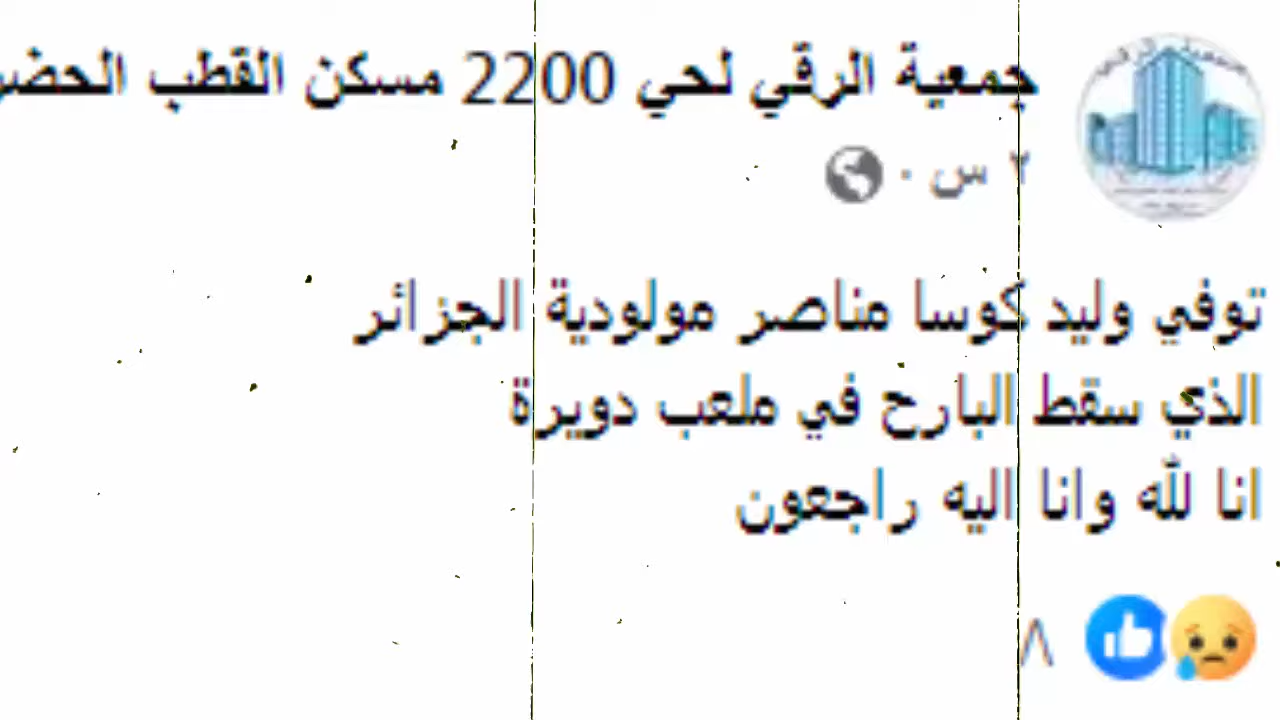 جمعية الرقي لحي 2200 مسكن القطب
٢ س ·
توفي وليد كوسا مناصر مولودية الجزائر
الذي سقط البارح في ملعب دويرة
انا لله وانا اليه راجعون
٨